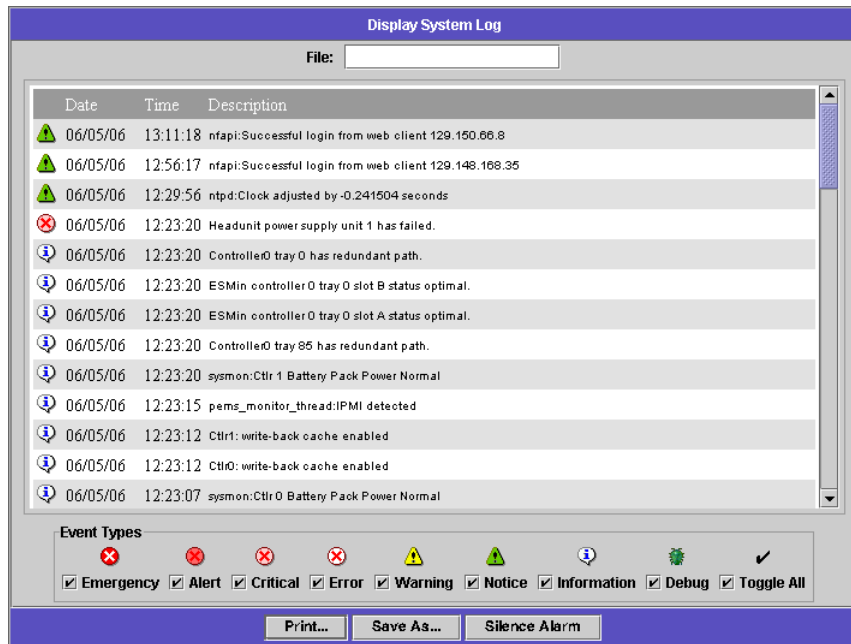 Display System Log
File:
Date Time Description
06/05/06 13:11:18 nfapi:Successful login from web client 129.150.66.8
06/05/06 12:56:17 nfapi:Successful login from web client 129.148.168.35
06/05/06 12:29:56 ntpd:Clock adjusted by -0.241504 seconds
06/05/06 12:23:20 Headunit power supply unit 1 has failed.
06/05/06 12:23:20 Controller0 tray 0 has redundant path.
06/05/06 12:23:20 ESMin controller 0 tray 0 slot B status optimal.
06/05/06 12:23:20 ESMin controller 0 tray 0 slot A status optimal.
06/05/06 12:23:20 Controller0 tray 85 has redundant path.
06/05/06 12:23:20 sysmon:Ctlr 1 Battery Pack Power Normal
06/05/06 12:23:15 pems_monitor_thread:IPMI detected
06/05/06 12:23:12 Ctlr1: write-back cache enabled
06/05/06 12:23:12 Ctlr0: write-back cache enabled
06/05/06 12:23:07 sysmon:Ctlr 0 Battery Pack Power Normal
Event Types
Emergency Alert Critical Error Warning Notice Information Debug Toggle All
Print... Save As... Silence Alarm